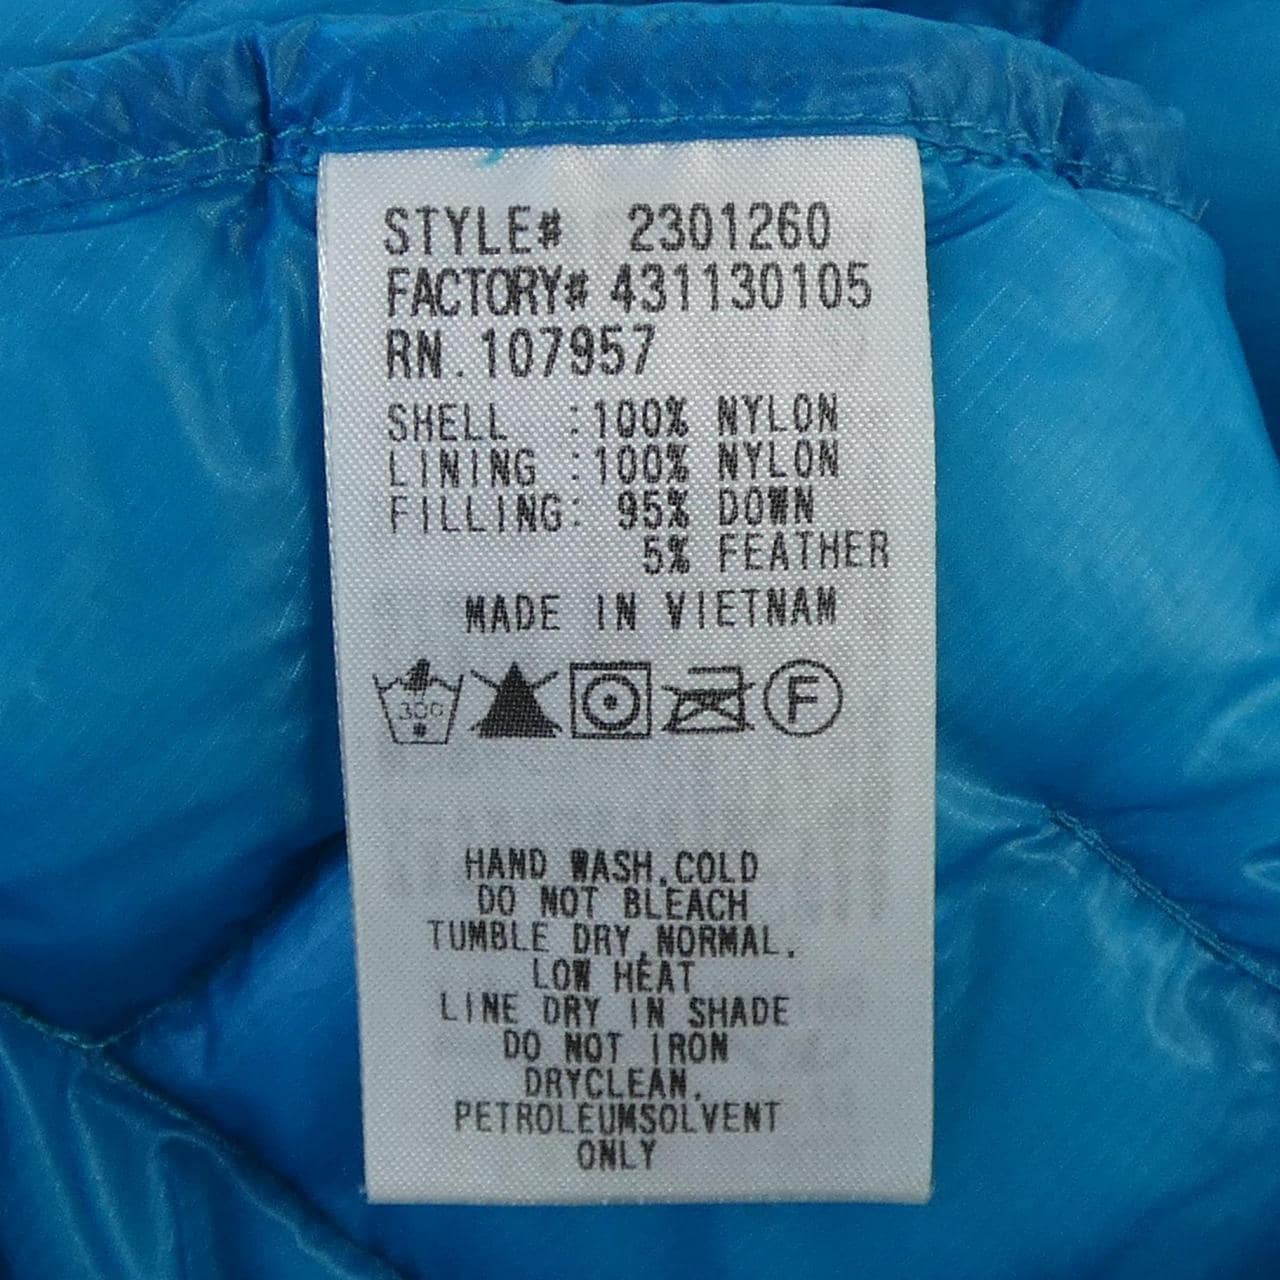 STYLE# 2301260
FACTORY# 431130105
RN.107957
SHELL :100% NYLON
LINING :100% NYLON
FILLING: 95% DOWN
5% FEATHER
MADE IN VIETNAM
30C F
HAND WASH,COLD
DO NOT BLEACH
TUMBLE DRY,NORMAL,
LOW HEAT
LINE DRY IN SHADE
DO NOT IRON
DRYCLEAN,
PETROLEUMSOLVENT
ONLY